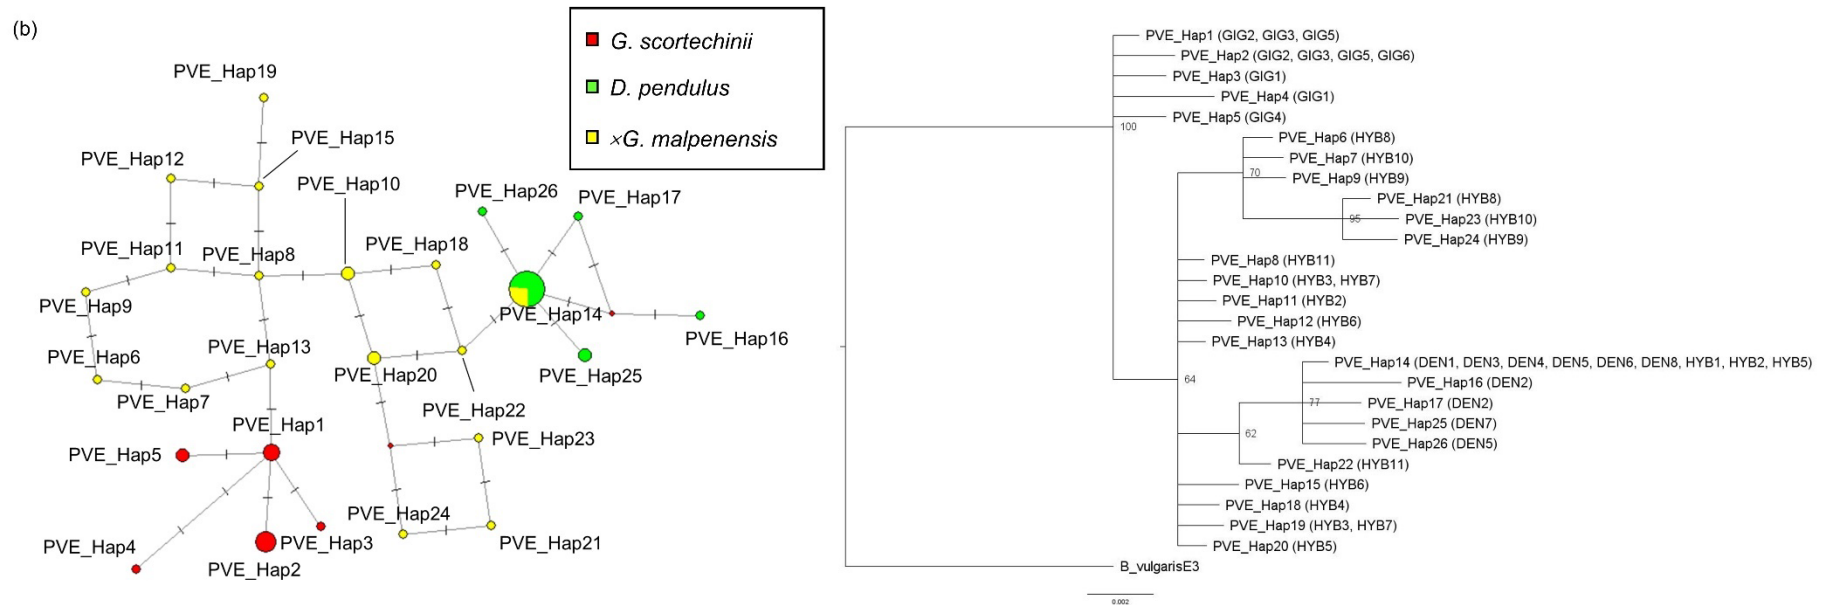 (b)
G. scortechinii
D. pendulus
×G. malpenensis
PVE_Hap19
PVE_Hap15
PVE_Hap12
PVE_Hap10
PVE_Hap26
PVE_Hap17
PVE_Hap11
PVE_Hap8
PVE_Hap18
PVE_Hap9
PVE_Hap14
PVE_Hap16
PVE_Hap6
PVE_Hap13
PVE_Hap20
PVE_Hap25
PVE_Hap7
PVE_Hap22
PVE_Hap1
PVE_Hap23
PVE_Hap5
PVE_Hap24
PVE_Hap4
PVE_Hap3
PVE_Hap21
PVE_Hap2
PVE_Hap1 (GIG2, GIG3, GIG5)
PVE_Hap2 (GIG2, GIG3, GIG5, GIG6)
PVE_Hap3 (GIG1)
PVE_Hap4 (GIG1)
PVE_Hap5 (GIG4)
100
PVE_Hap6 (HYB8)
PVE_Hap7 (HYB10)
70
PVE_Hap9 (HYB9)
PVE_Hap21 (HYB8)
95
PVE_Hap23 (HYB10)
PVE_Hap24 (HYB9)
PVE_Hap8 (HYB11)
PVE_Hap10 (HYB3, HYB7)
PVE_Hap11 (HYB2)
PVE_Hap12 (HYB6)
PVE_Hap13 (HYB4)
PVE_Hap14 (DEN1, DEN3, DEN4, DEN5, DEN6, DEN8, HYB1, HYB2, HYB5)
64
PVE_Hap16 (DEN2)
77
PVE_Hap17 (DEN2)
PVE_Hap25 (DEN7)
62
PVE_Hap26 (DEN5)
PVE_Hap22 (HYB11)
PVE_Hap15 (HYB6)
PVE_Hap18 (HYB4)
PVE_Hap19 (HYB3, HYB7)
PVE_Hap20 (HYB5)
B_vulgarisE3
0.002